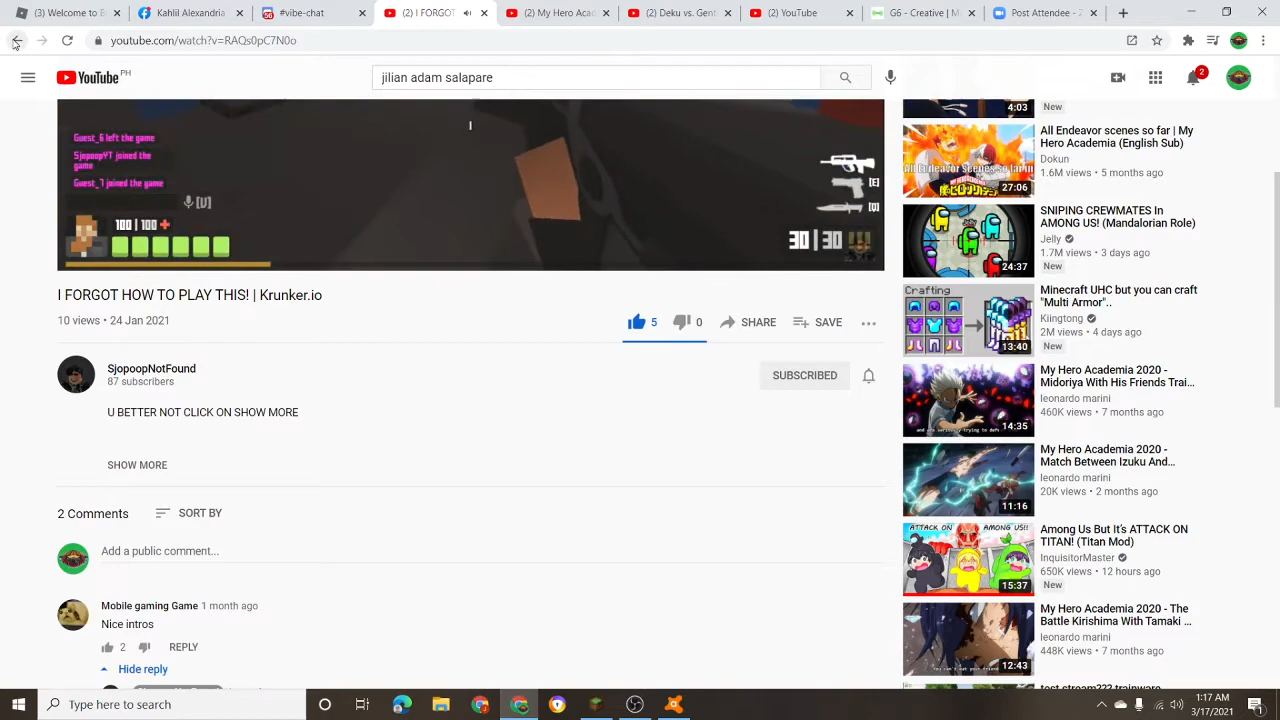 (2) Welcome to B
Kahlil Alexandria
#vibe-chat
(2) I FORGOT
(2) My Hero Aca
(2) Deku vs. Gent
(2) YouTube
G6 - Creative | M
Post Attendee - Z
youtube.com/watch?v=RAQs0pC7N0o
YouTube PH
jilian adam salapare
2
Guest_6 left the game
SjopoopYT joined the
game
Guest_7 joined the game
[U]
100 | 100
[E]
[Q]
30 | 30
I FORGOT HOW TO PLAY THIS! | Krunker.io
10 views • 24 Jan 2021
5
0
SHARE
SAVE
SjopoopNotFound
87 subscribers
SUBSCRIBED
U BETTER NOT CLICK ON SHOW MORE
SHOW MORE
2 Comments
SORT BY
Add a public comment...
Mobile gaming Game 1 month ago
Nice intros
2
REPLY
Hide reply
4:03
New
All Endeavor scenes so far in
27:06
All Endeavor scenes so far | My
Hero Academia (English Sub)
Dokun
1.6M views • 5 months ago
Jelly
24:37
SNIPING CREWMATES In
AMONG US! (Mandalorian Role)
Jelly
1.7M views • 3 days ago
New
Crafting
13:40
Minecraft UHC but you can craft
"Multi Armor"..
Kiingtong
2M views • 4 days ago
New
14:35
My Hero Academia 2020 -
Midoriya With His Friends Trai...
leonardo marini
460K views • 7 months ago
11:16
My Hero Academia 2020 -
Match Between Izuku And...
leonardo marini
20K views • 2 months ago
ATTACK ON AMONG US!!
15:37
Among Us But It's ATTACK ON
TITAN! (Titan Mod)
InquisitorMaster
650K views • 12 hours ago
New
12:43
My Hero Academia 2020 - The
Battle Kirishima With Tamaki ...
leonardo marini
448K views • 7 months ago
Type here to search
1:17 AM
3/17/2021
1